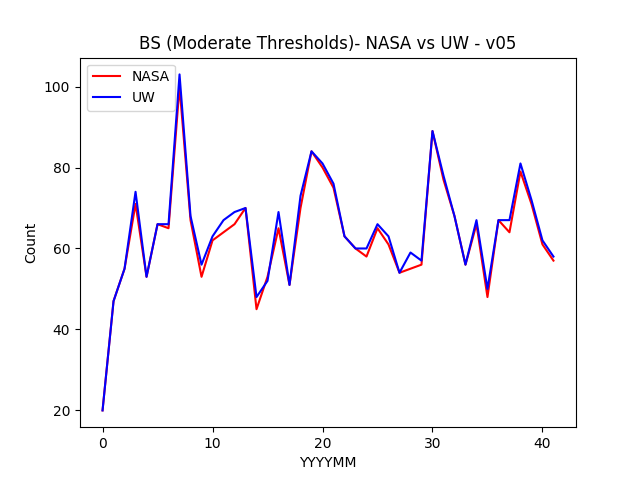 BS (Moderate Thresholds)- NASA vs UW - v05
NASA
UW
Count
100
80
60
40
20
0 10 20 30 40
YYYYMM